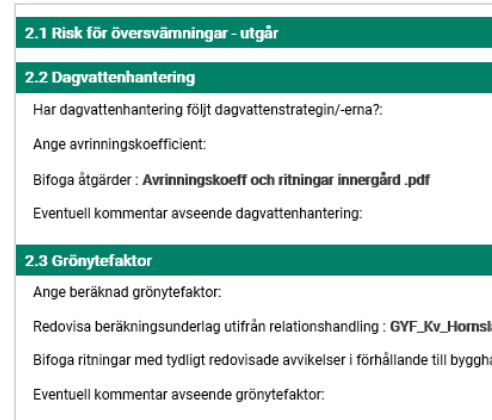 2.1 Risk för översvämningar - utgår
2.2 Dagvattenhantering
Har dagvattenhantering följt dagvattenstrategin/-erna?:
Ange avrinningskoefficient:
Bifoga åtgärder : Avrinningskoeff och ritningar innergård .pdf
Eventuell kommentar avseende dagvattenhantering:
2.3 Grönytefaktor
Ange beräknad grönytefaktor:
Redovisa beräkningsunderlag utifrån relationshandling :
Bifoga ritningar med tydligt redovisade avvikelser i förhållande till
Eventuell kommentar avseende grönytefaktor: